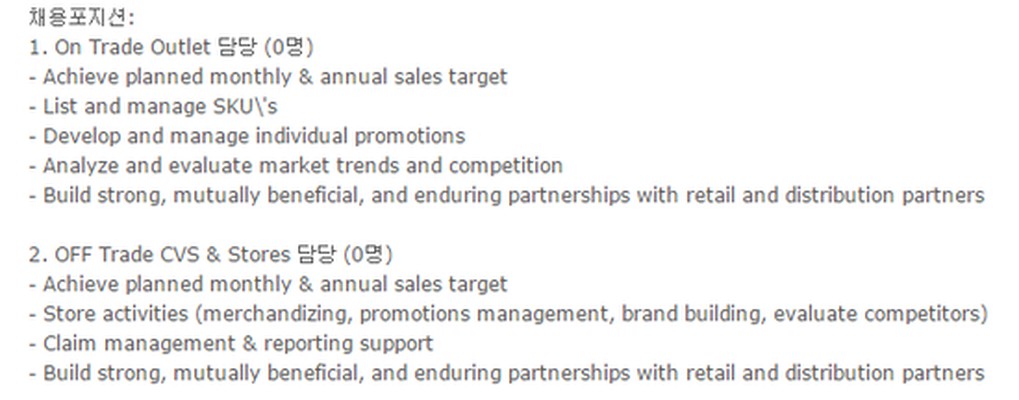 채용포지션:
1. On Trade Outlet 담당 (0명)
- Achieve planned monthly & annual sales target
- List and manage SKU\'s
- Develop and manage individual promotions
- Analyze and evaluate market trends and competition
- Build strong, mutually beneficial, and enduring partnerships with retail and distribution partners
2. OFF Trade CVS & Stores 담당 (0명)
- Achieve planned monthly & annual sales target
- Store activities (merchandizing, promotions management, brand building, evaluate competitors)
- Claim management & reporting support
- Build strong, mutually beneficial, and enduring partnerships with retail and distribution partners